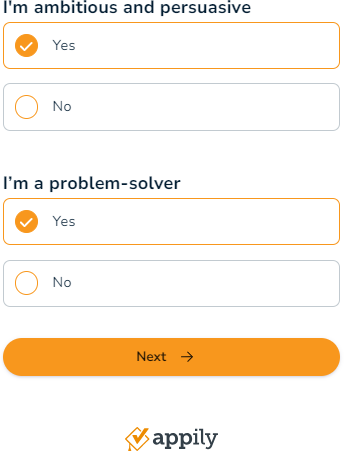 I'm ambitious and persuasive
Yes
No
I’m a problem-solver
Yes
No
Next
appily